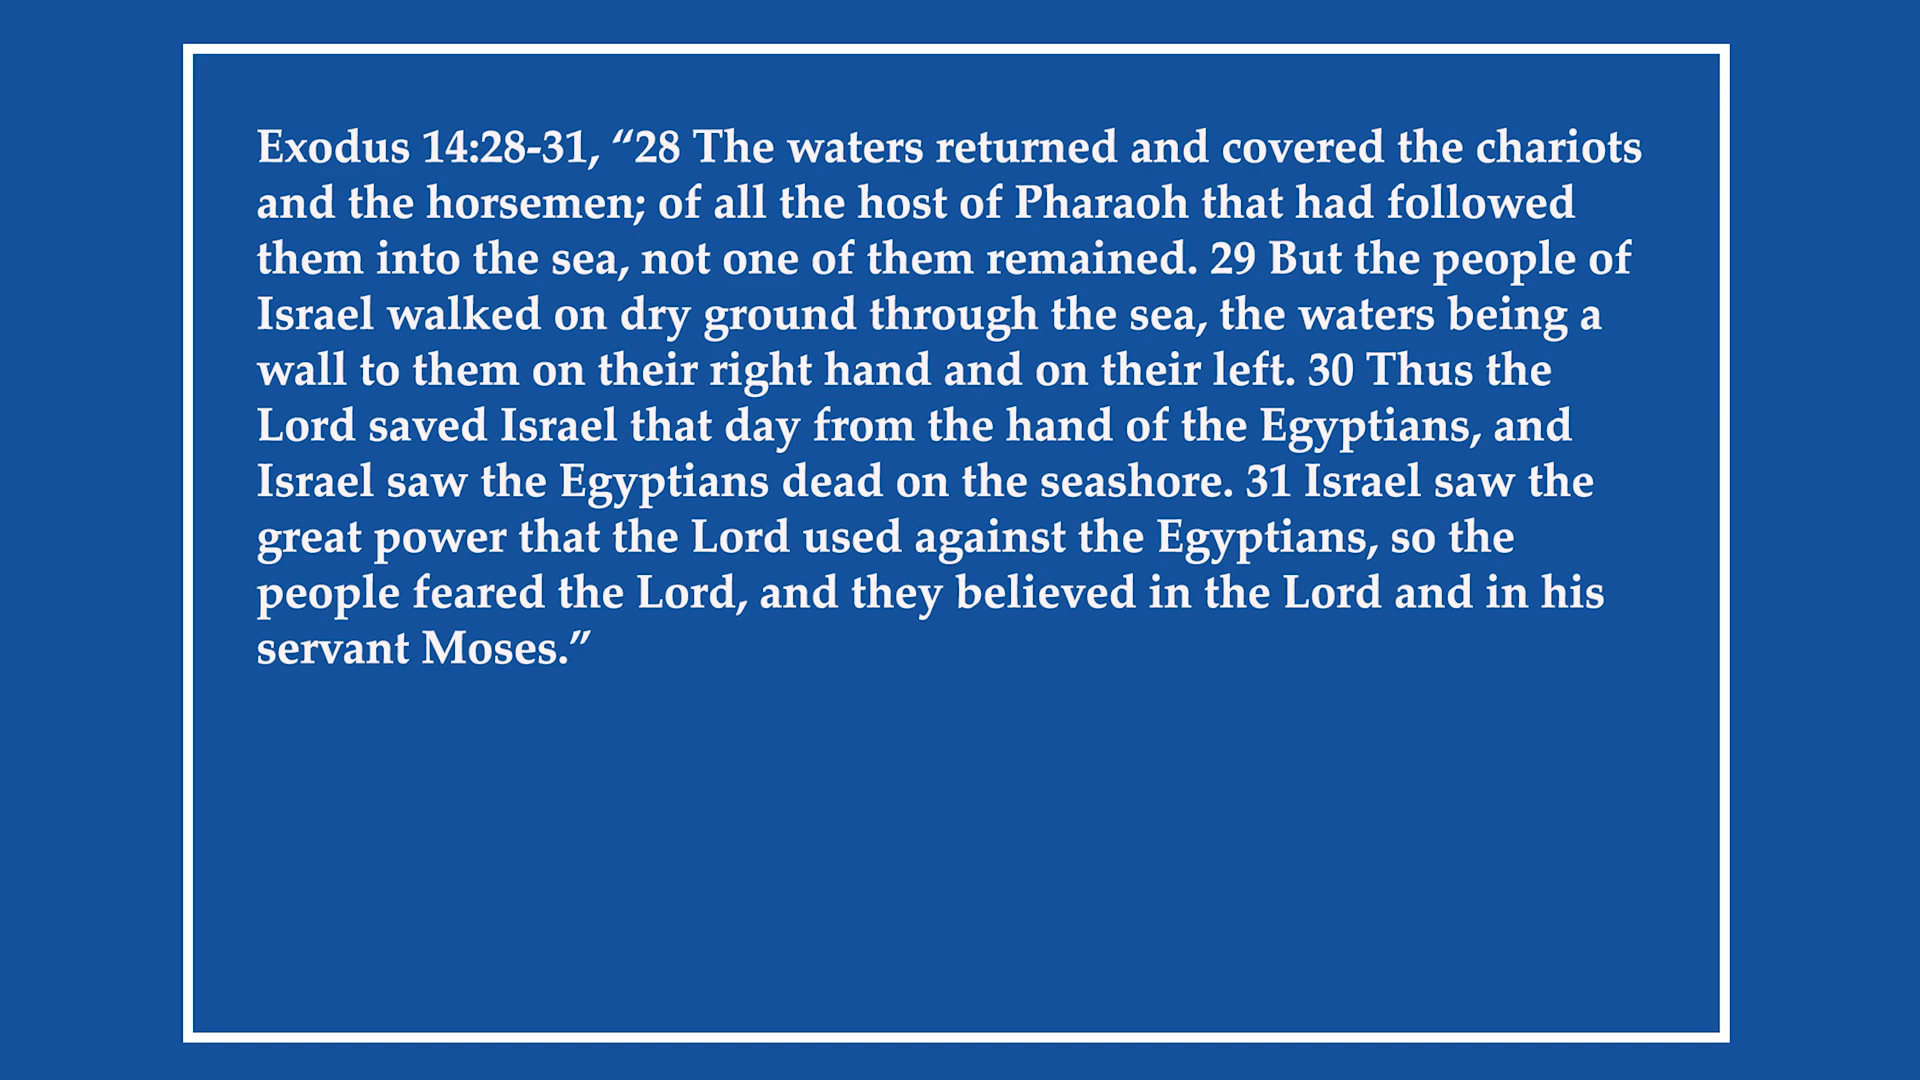 Exodus 14:28-31, “28 The waters returned and covered the chariots
and the horsemen; of all the host of Pharaoh that had followed
them into the sea, not one of them remained. 29 But the people of
Israel walked on dry ground through the sea, the waters being a
wall to them on their right hand and on their left. 30 Thus the
Lord saved Israel that day from the hand of the Egyptians, and
Israel saw the Egyptians dead on the seashore. 31 Israel saw the
great power that the Lord used against the Egyptians, so the
people feared the Lord, and they believed in the Lord and in his
servant Moses.”